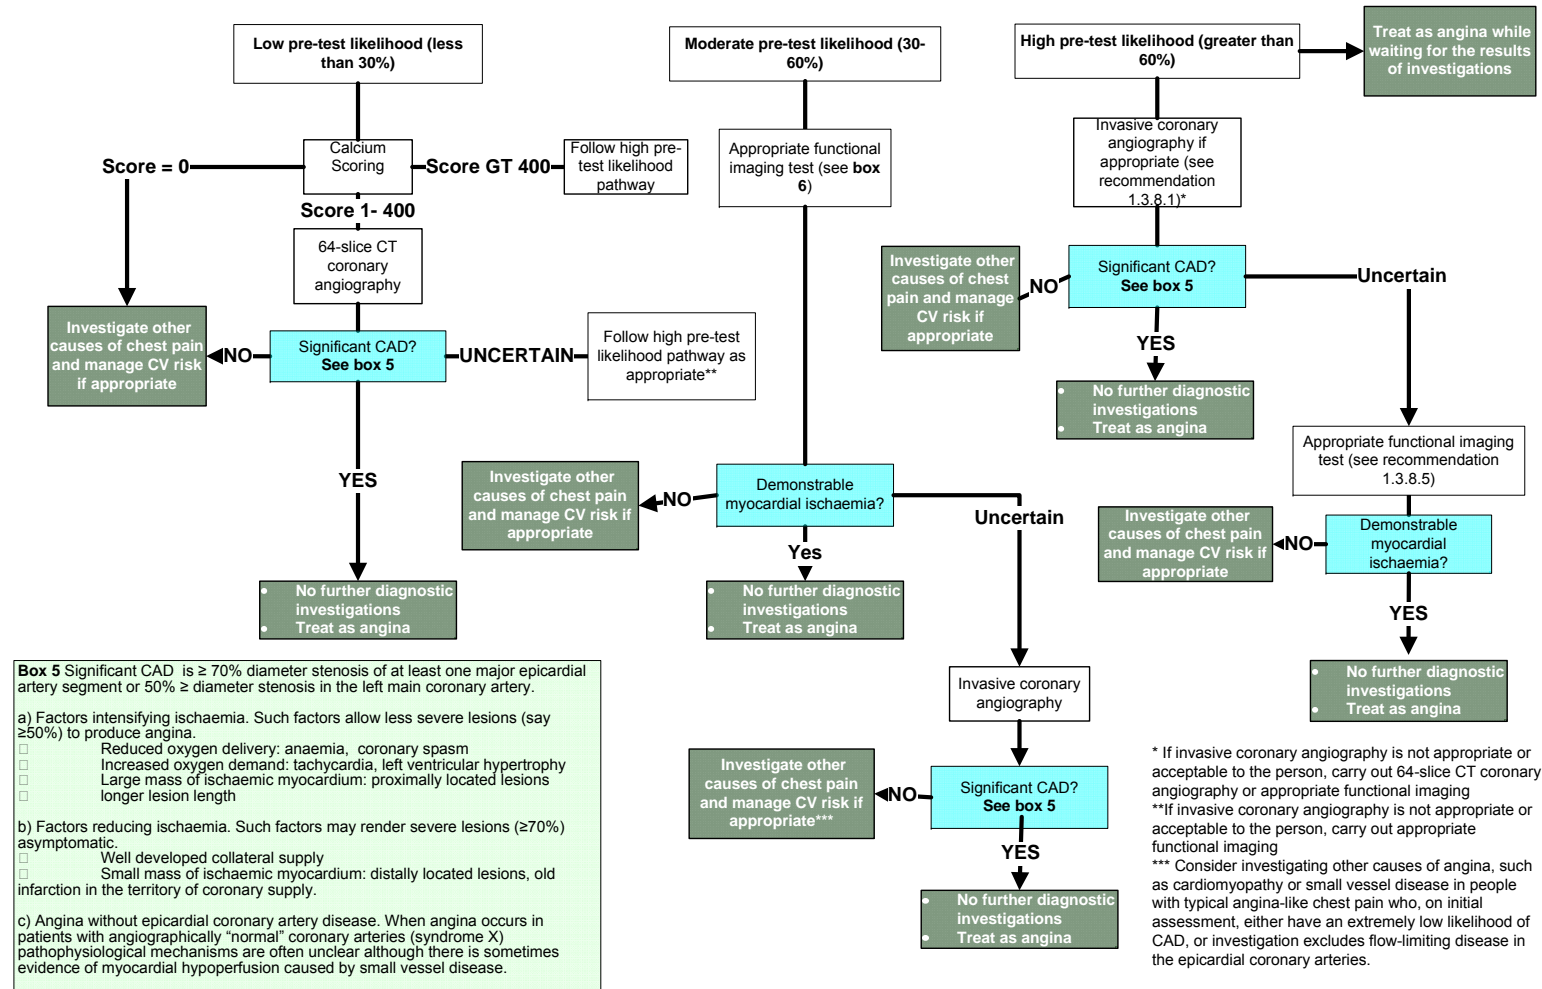 Low pre-test likelihood (less
than 30%)
Calcium
Scoring
Score = 0
Score GT 400
Follow high pre-
test likelihood
pathway
Score 1- 400
64-slice CT
coronary
angiography
Investigate other
causes of chest pain
and manage CV risk
if appropriate
NO
Significant CAD?
See box 5
UNCERTAIN
Follow high pre-test
likelihood pathway as
appropriate**
YES
• No further diagnostic
investigations
• Treat as angina
Moderate pre-test likelihood (30-
60%)
Appropriate functional
imaging test (see box
6)
Investigate other
causes of chest pain
and manage CV risk if
appropriate
NO
Demonstrable
myocardial ischaemia?
Uncertain
Yes
• No further diagnostic
investigations
• Treat as angina
Invasive coronary
angiography
Investigate other
causes of chest pain
and manage CV risk if
appropriate***
NO
Significant CAD?
See box 5
YES
• No further diagnostic
investigations
• Treat as angina
High pre-test likelihood (greater than
60%)
Treat as angina while
waiting for the results
of investigations
Invasive coronary
angiography if
appropriate (see
recommendation
1.3.8.1)*
Investigate other
causes of chest
pain and manage
CV risk if
appropriate
NO
Significant CAD?
See box 5
Uncertain
YES
• No further diagnostic
investigations
• Treat as angina
Appropriate functional imaging
test (see recommendation
1.3.8.5)
Investigate other
causes of chest pain
and manage CV risk if
appropriate
NO
Demonstrable
myocardial
ischaemia?
YES
• No further diagnostic
investigations
• Treat as angina
Box 5 Significant CAD is ≥ 70% diameter stenosis of at least one major epicardial
artery segment or 50% ≥ diameter stenosis in the left main coronary artery.
a) Factors intensifying ischaemia. Such factors allow less severe lesions (say
≥50%) to produce angina.
Reduced oxygen delivery: anaemia, coronary spasm
Increased oxygen demand: tachycardia, left ventricular hypertrophy
Large mass of ischaemic myocardium: proximally located lesions
longer lesion length
b) Factors reducing ischaemia. Such factors may render severe lesions (≥70%)
asymptomatic.
Well developed collateral supply
Small mass of ischaemic myocardium: distally located lesions, old
infarction in the territory of coronary supply.
c) Angina without epicardial coronary artery disease. When angina occurs in
patients with angiographically “normal” coronary arteries (syndrome X)
pathophysiological mechanisms are often unclear although there is sometimes
evidence of myocardial hypoperfusion caused by small vessel disease.
* If invasive coronary angiography is not appropriate or
acceptable to the person, carry out 64-slice CT coronary
angiography or appropriate functional imaging
**If invasive coronary angiography is not appropriate or
acceptable to the person, carry out appropriate
functional imaging
*** Consider investigating other causes of angina, such
as cardiomyopathy or small vessel disease in people
with typical angina-like chest pain who, on initial
assessment, either have an extremely low likelihood of
CAD, or investigation excludes flow-limiting disease in
the epicardial coronary arteries.